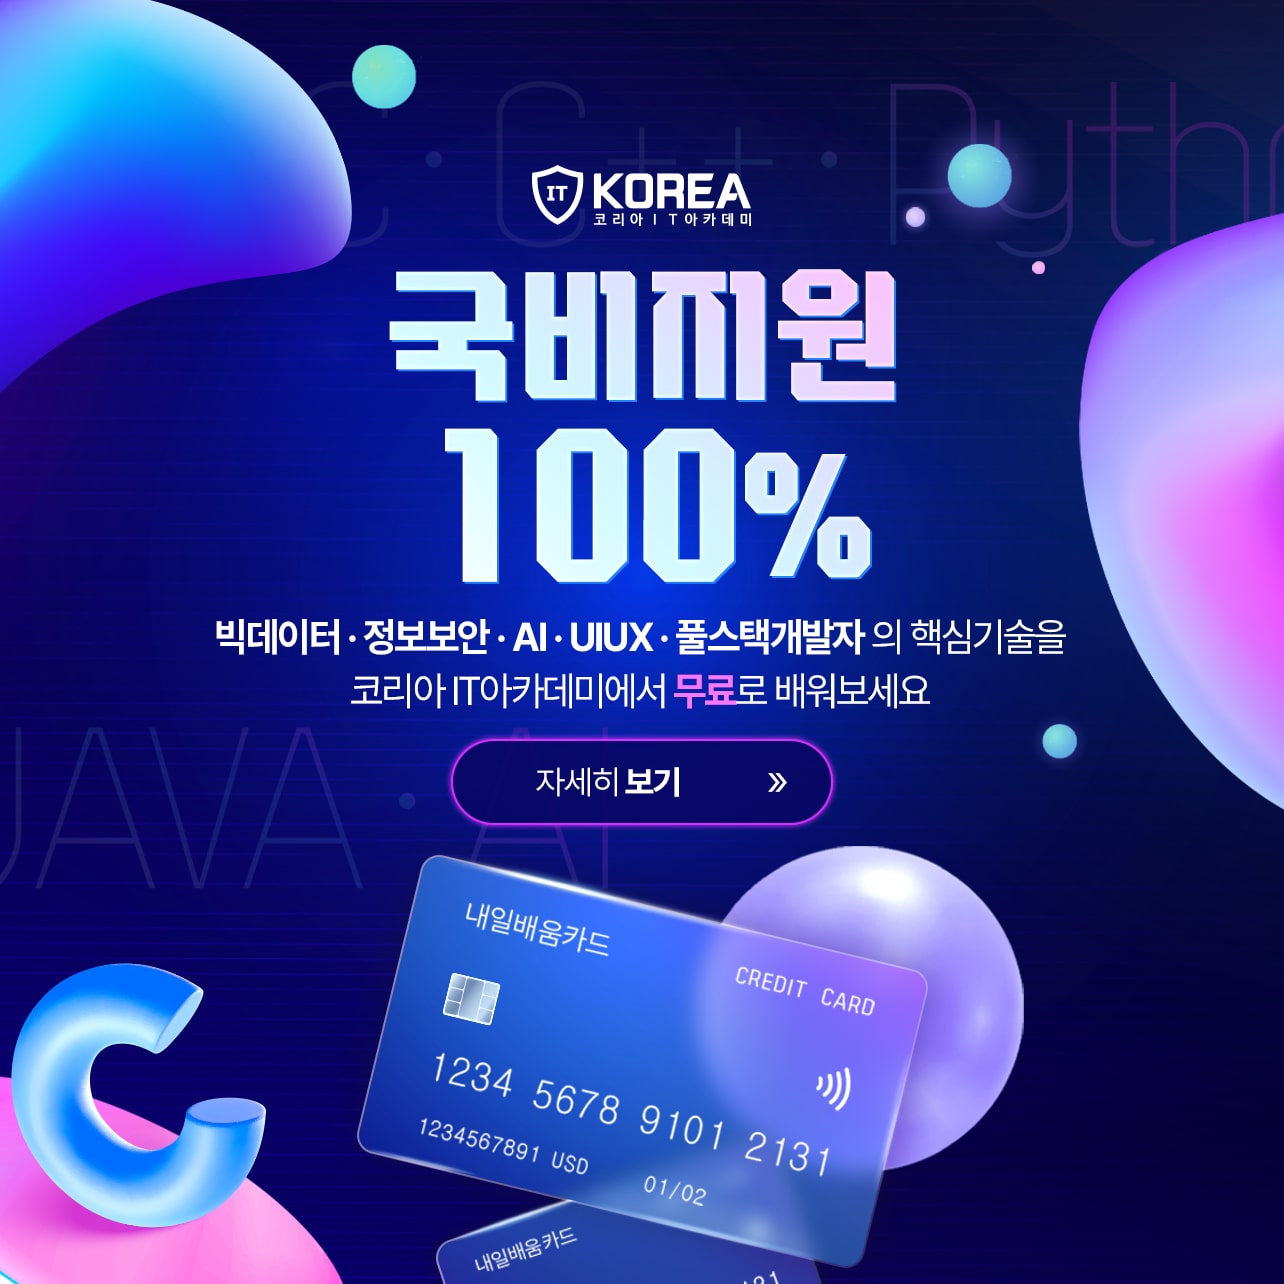 C · C++ · Pytho
IT KOREA
코리아IT아카데미
국비지원
100%
빅데이터 · 정보보안 · AI · UIUX · 풀스택개발자 의 핵심기술을
코리아 IT아카데미에서 무료로 배워보세요
JAVA · AI
자세히 보기 »
내일배움카드
CREDIT CARD
1234 5678 9101 2131
1234567891 USD
01/02
내일배움카드